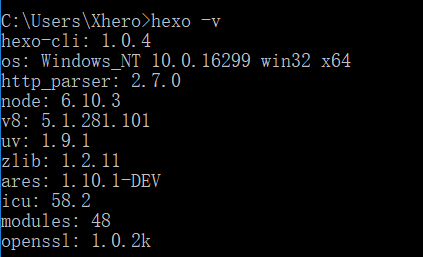 C:\Users\Xhero>hexo -v
hexo-cli: 1.0.4
os: Windows_NT 10.0.16299 win32 x64
http_parser: 2.7.0
node: 6.10.3
v8: 5.1.281.101
uv: 1.9.1
zlib: 1.2.11
ares: 1.10.1-DEV
icu: 58.2
modules: 48
openssl: 1.0.2k